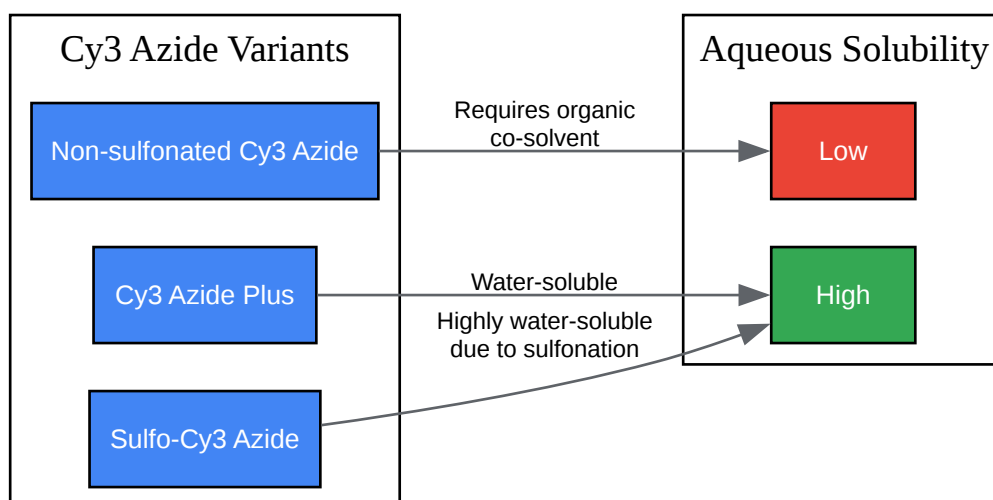 Cy3 Azide Variants
Aqueous Solubility
Requires organic
co-solvent
Non-sulfonated Cy3 Azide
Low
Cy3 Azide Plus
Water-soluble
High
Highly water-soluble
due to sulfonation
Sulfo-Cy3 Azide